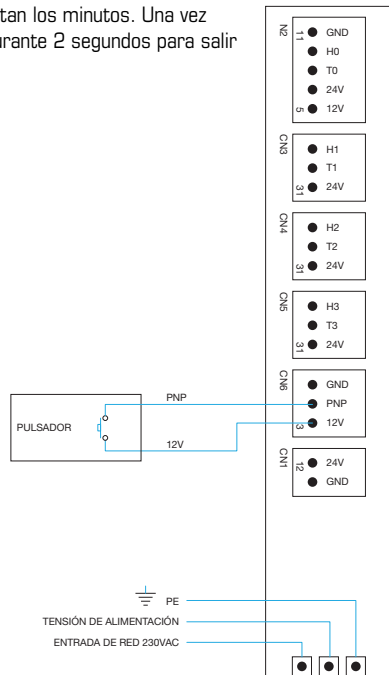 tan los minutos. Una vez
urante 2 segundos para salir
N2
11
GND
H0
T0
24V
5
12V
CN3
H1
T1
31
24V
CN4
H2
T2
31
24V
CN5
H3
T3
31
24V
CN6
GND
PNP
PNP
PULSADOR
3
12V
12V
CN1
12
24V
GND
PE
TENSIÓN DE ALIMENTACIÓN
ENTRADA DE RED 230VAC